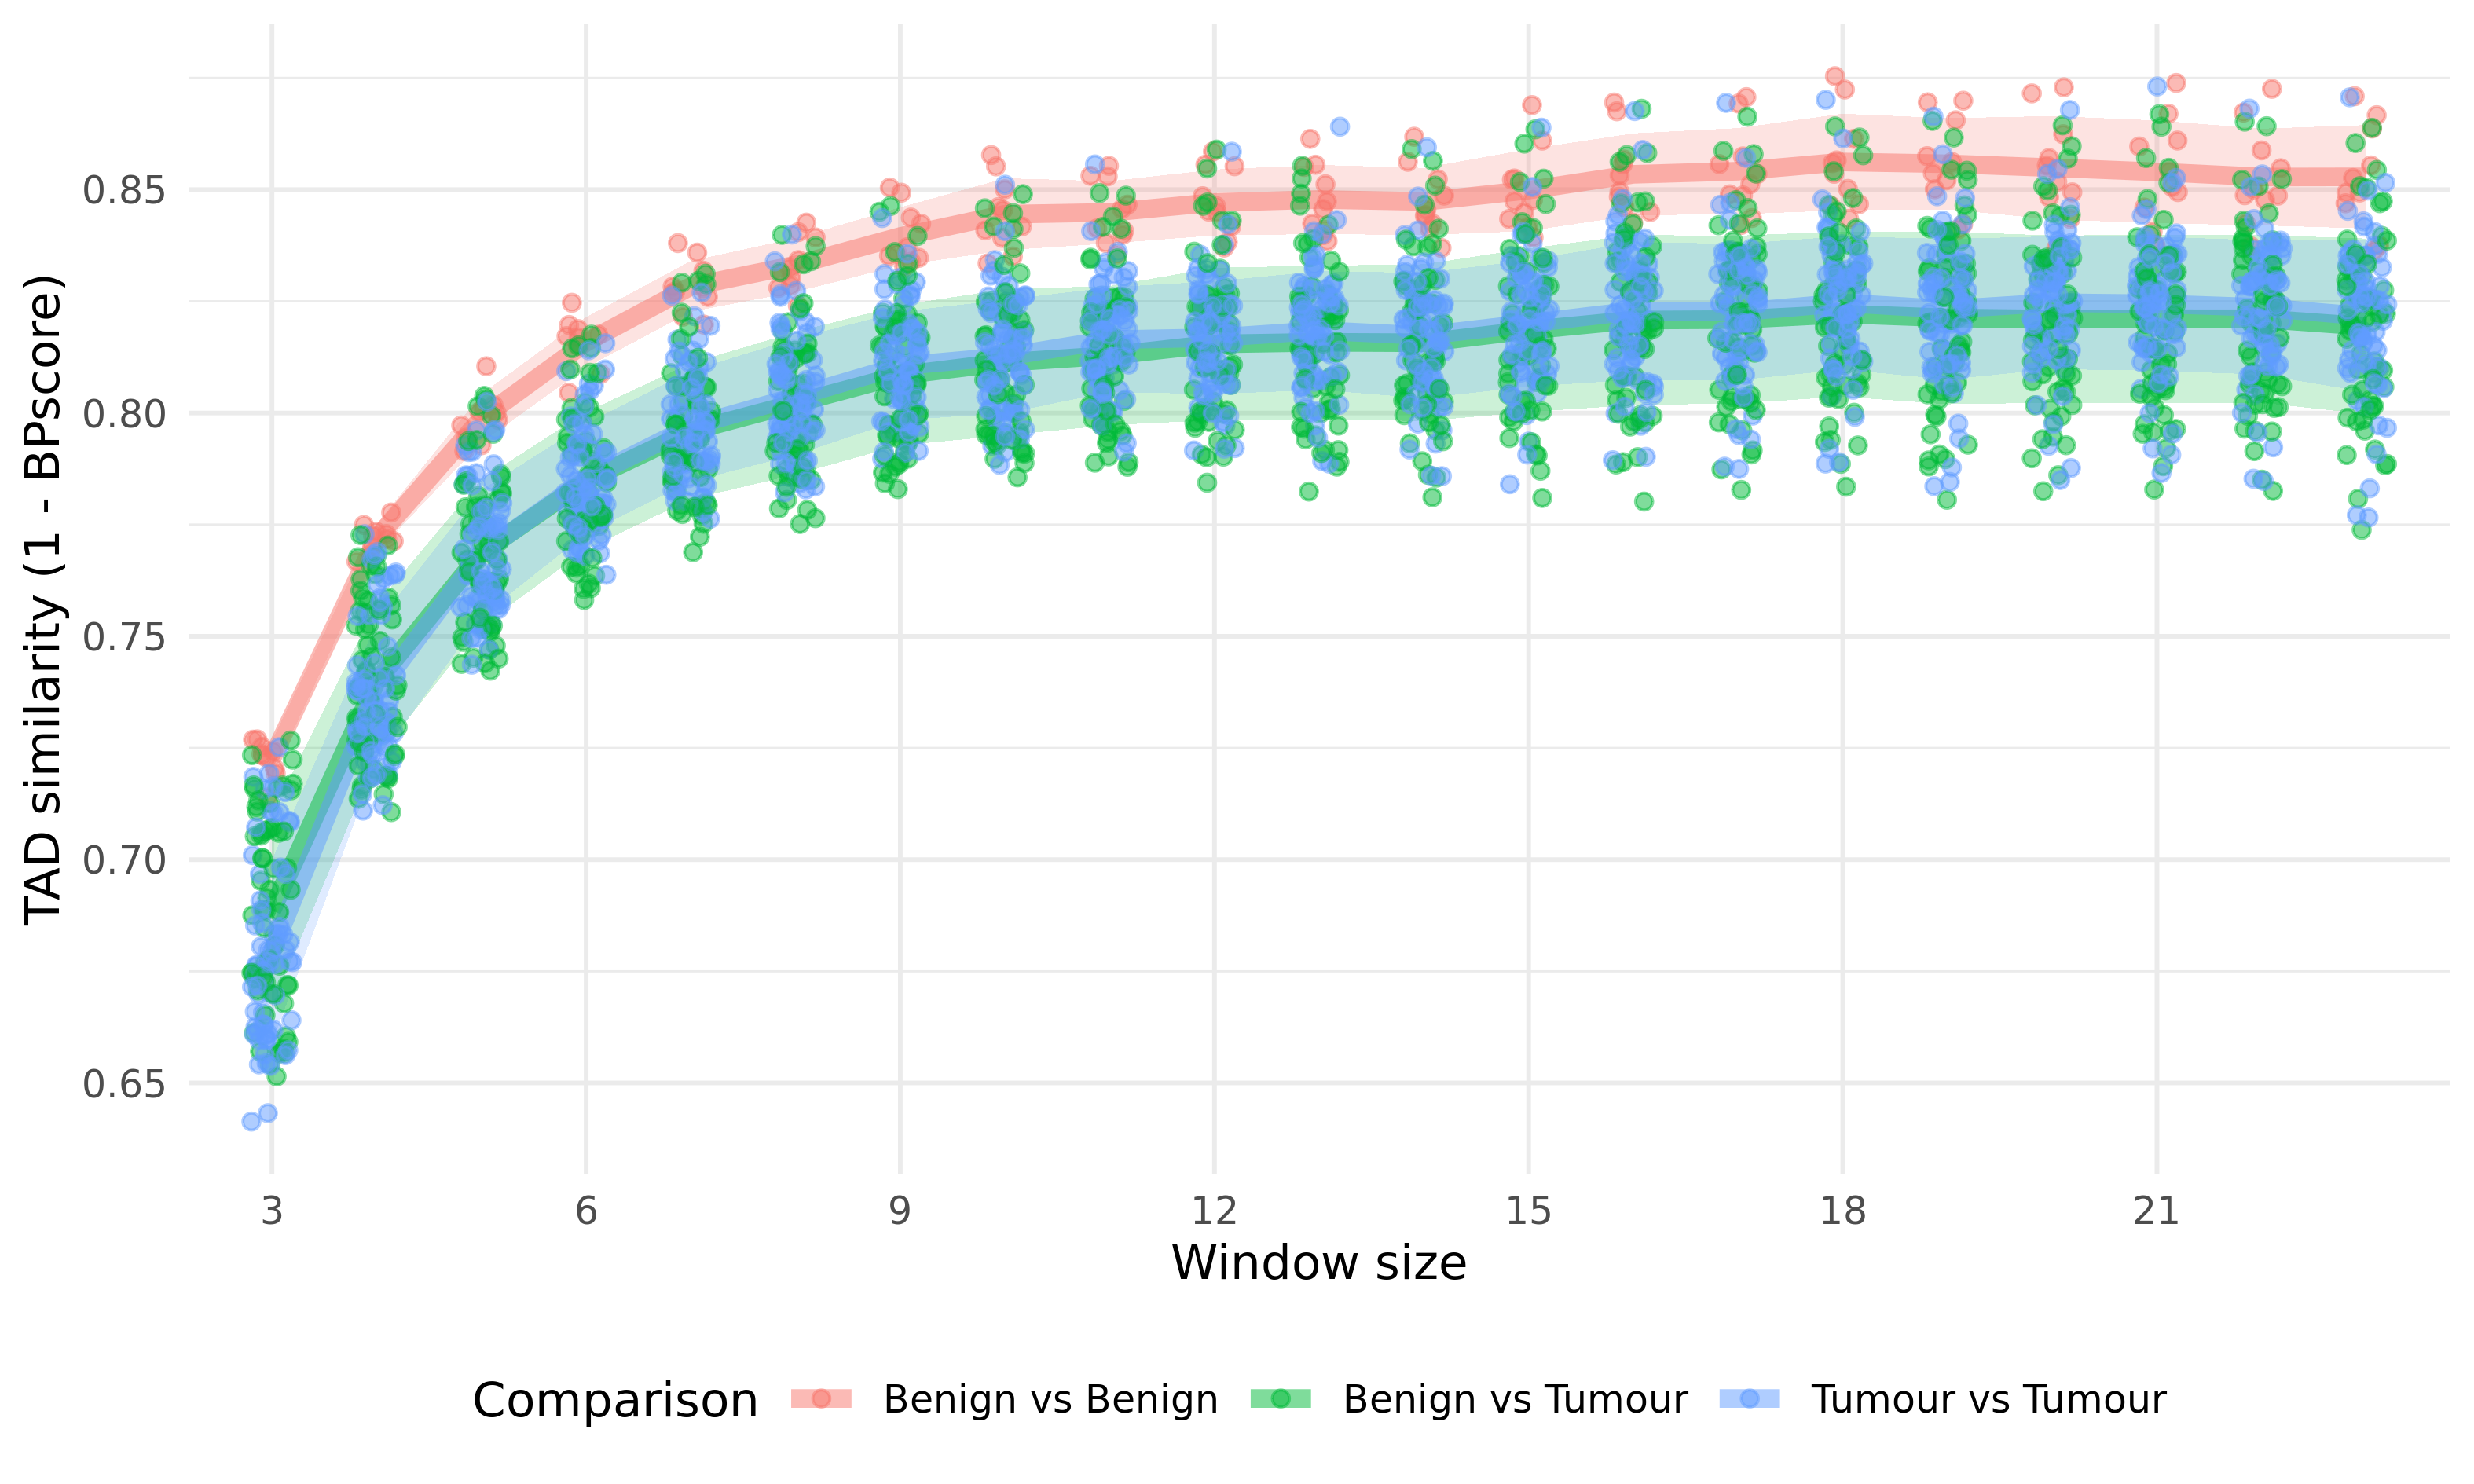 TAD similarity (1 - BPscore)
0.85
0.80
0.75
0.70
0.65
3 6 9 12 15 18 21
Window size
Comparison Benign vs Benign Benign vs Tumour Tumour vs Tumour